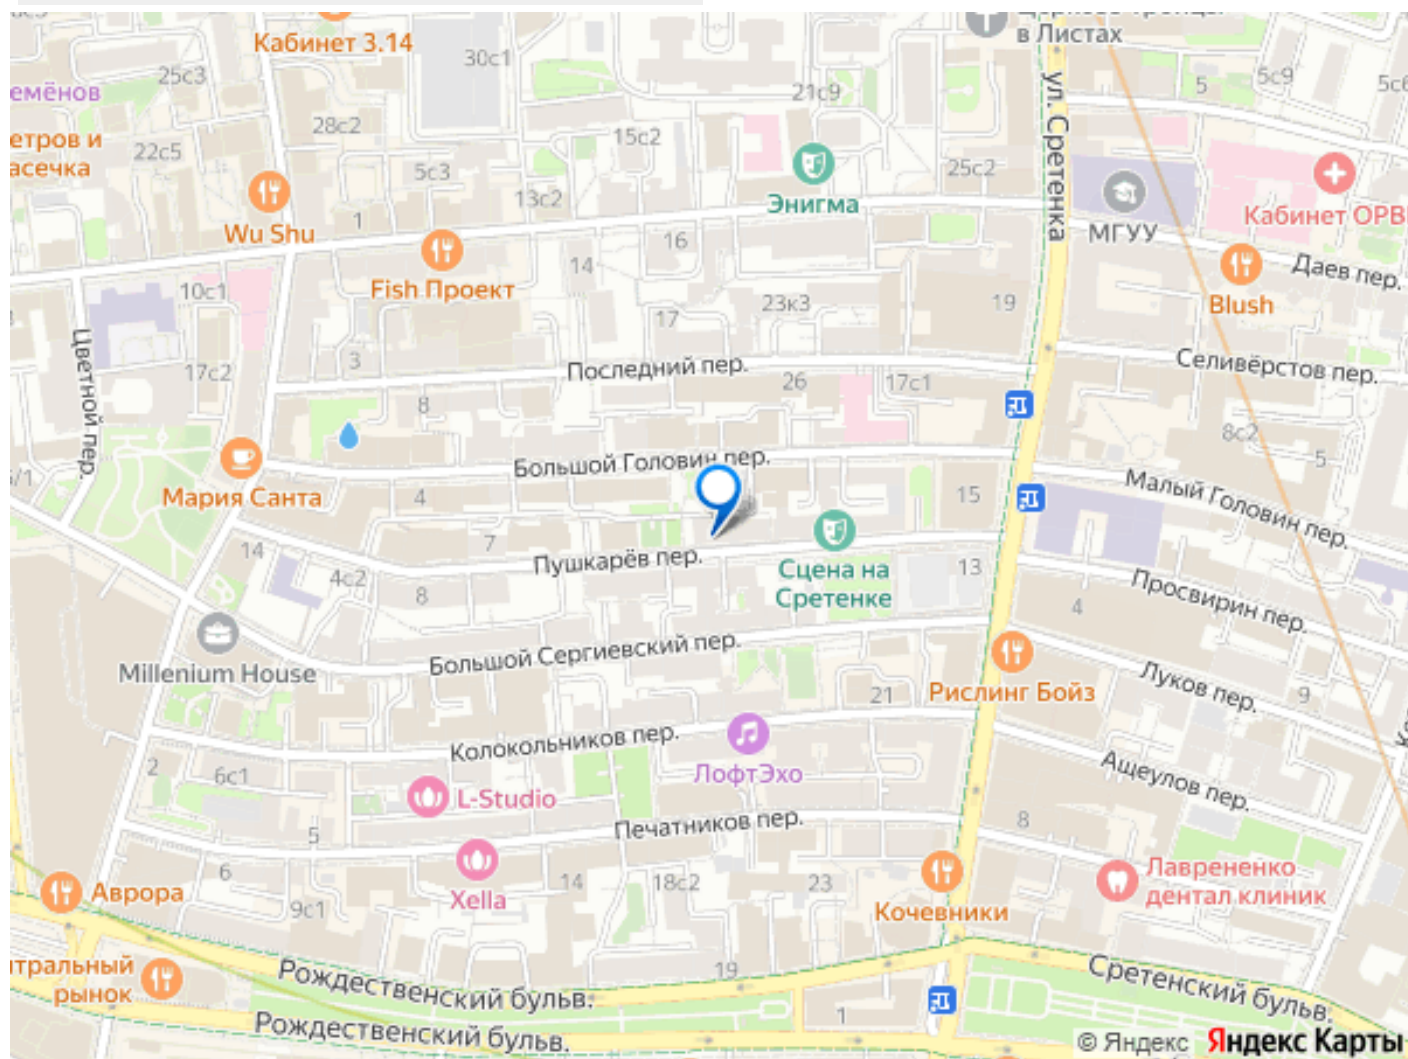 в Листах
Кабинет 3.14
30с1
25с3
21с9
5с9
5
5с6
28с2
15с2
22с5
5с3
13с2
25с2
ул. Сретенка
Энигма
МГУУ
Кабинет ОРВ
Wu Shu
1
16
Даев пер.
Fish Проект
14
10с1
23к3
19
Blush
17
Цветной пер.
3
17с2
Последний пер.
26
17с1
Селивёрстов пер.
8
8с2
5
Большой Головин пер.
Мария Санта
4
15
Малый Головин пер.
14
7
Пушкарёв пер.
4с2
8
Сцена на
Сретенке
13
Просвирин пер.
4
Millenium House
Большой Сергиевский пер.
21
Рислинг Бойз
Луков пер.
9
Колокольников пер.
2
6с1
ЛофтЭхо
Ащеулов пер.
L-Studio
5
Печатников пер.
8
6
Xella
14
18с2
23
Лаврененко
дентал клиник
Аврора
9с1
Кочевники
19
Рождественский бульв.
Сретенский бульв.
рынок
1
Рождественский бульв.
© Яндекс Яндекс Карты